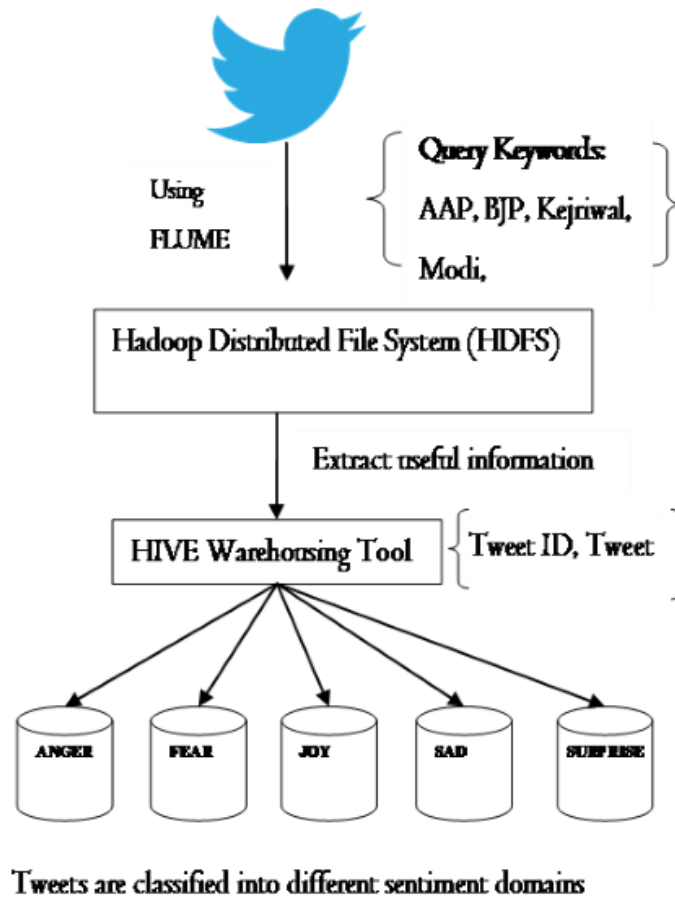 Using
FLUME
Query Keywords:
AAP, BJP, Kejriwal,
Modi,
Hadoop Distributed File System (HDFS)
Extract useful information
HIVE Warehousing Tool
Tweet ID, Tweet
ANGER
FEAR
JOY
SAD
SURPRISE
Tweets are classified into different sentiment domains